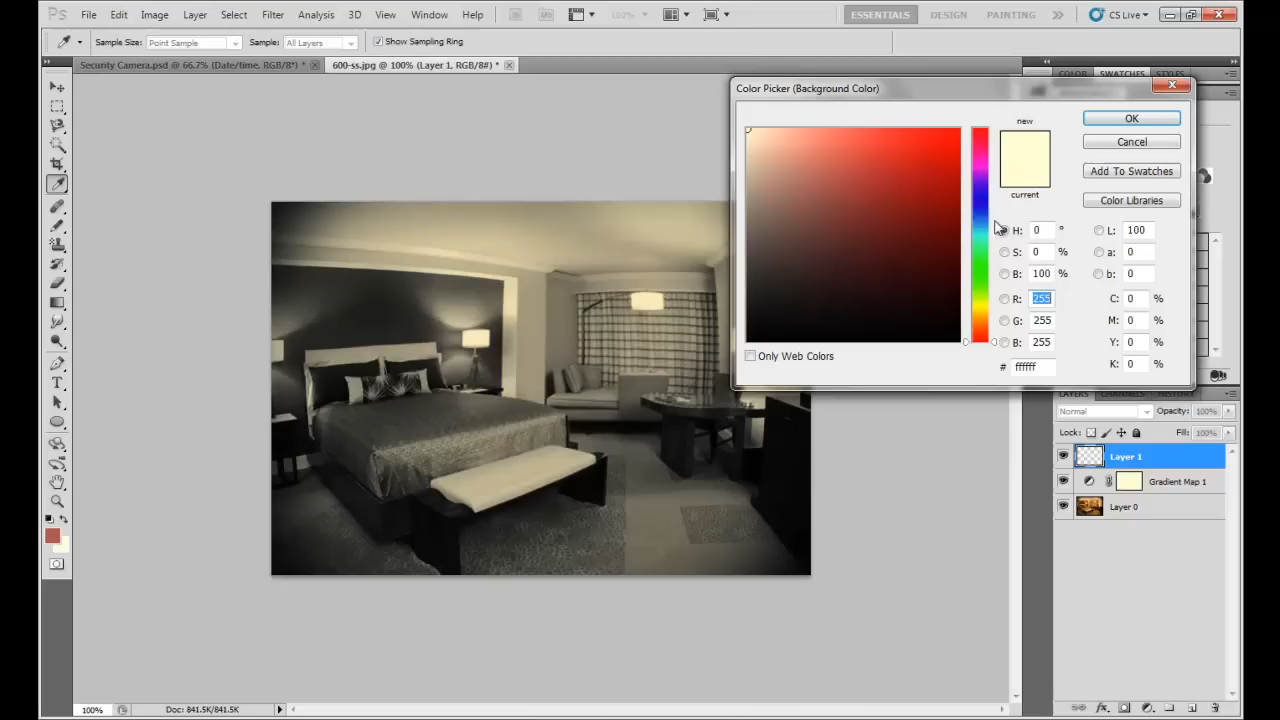 Ps File Edit Image Layer Select Filter Analysis 3D View Window Help Br Mb 100% ESSENTIALS DESIGN PAINTING CS Live
Sample Size: Point Sample Sample: All Layers Show Sampling Ring
Security Camera.psd @ 66.7% (Date/time, RGB/8*) * 600-ss.jpg @ 100% (Layer 1, RGB/8#) * COLOR SWATCHES STYLES
Color Picker (Background Color)
new OK
Cancel
Add To Swatches
current Color Libraries
H: 0 ° L: 100
S: 0 % a: 0
B: 100 % b: 0
R: 255 C: 0 %
G: 255 M: 0 %
B: 255 Y: 0 %
Only Web Colors # ffffff K: 0 %
LAYERS CHANNELS HISTORY
Normal Opacity: 100%
Lock: Fill: 100%
Layer 1
Gradient Map 1
Layer 0
T
100% Doc: 841.5K/841.5K fx